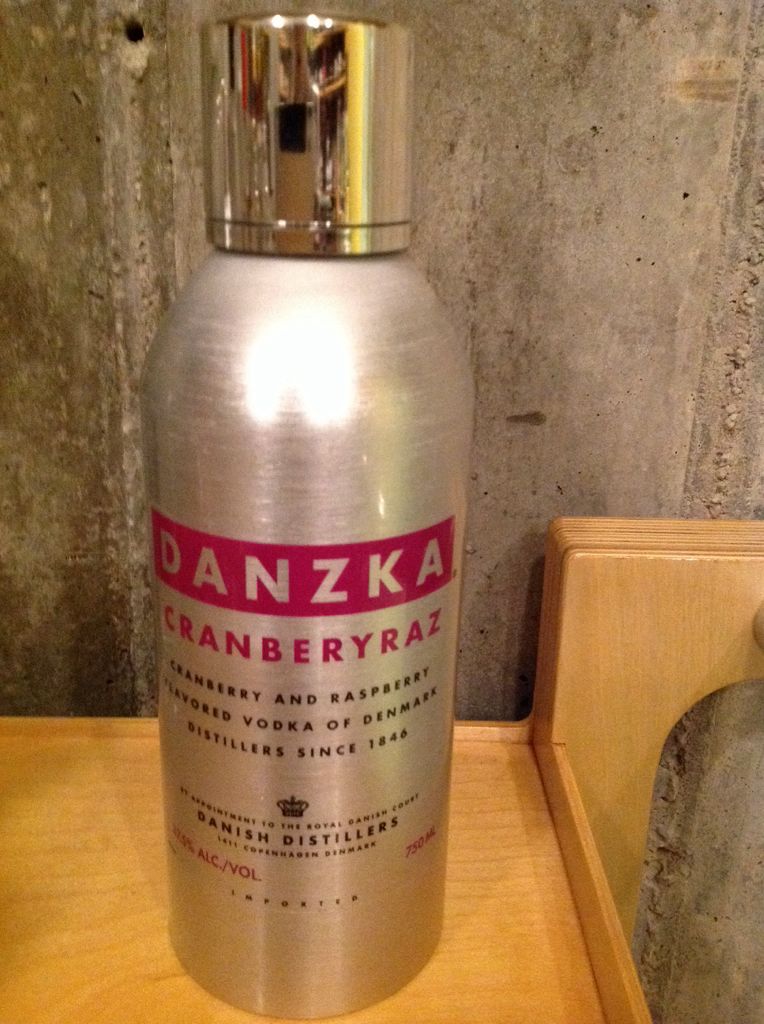 DANZKA
CRANBERYRAZ
CRANBERRY AND RASPBERRY
FLAVORED VODKA OF DENMARK
DISTILLERS SINCE 1846
BY APPOINTMENT TO THE ROYAL DANISH COURT
DANISH DISTILLERS
1411 COPENHAGEN DENMARK
ALC./VOL. 750 ML
IMPORTED